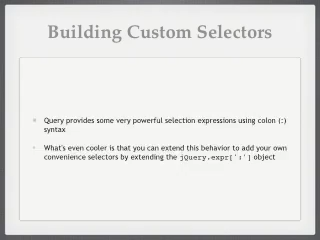 Building Custom Selectors
Query provides some very powerful selection expressions using colon (:)
syntax
What's even cooler is that you can extend this behavior to add your own
convenience selectors by extending the jQuery.expr[':'] object